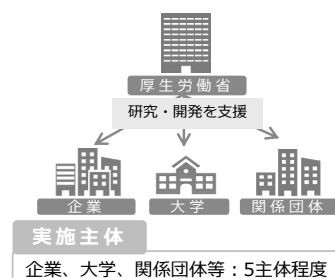 厚生労働省
研究・開発を支援
企業
大学
関係団体
実施主体
企業、大学、関係団体等：5主体程度